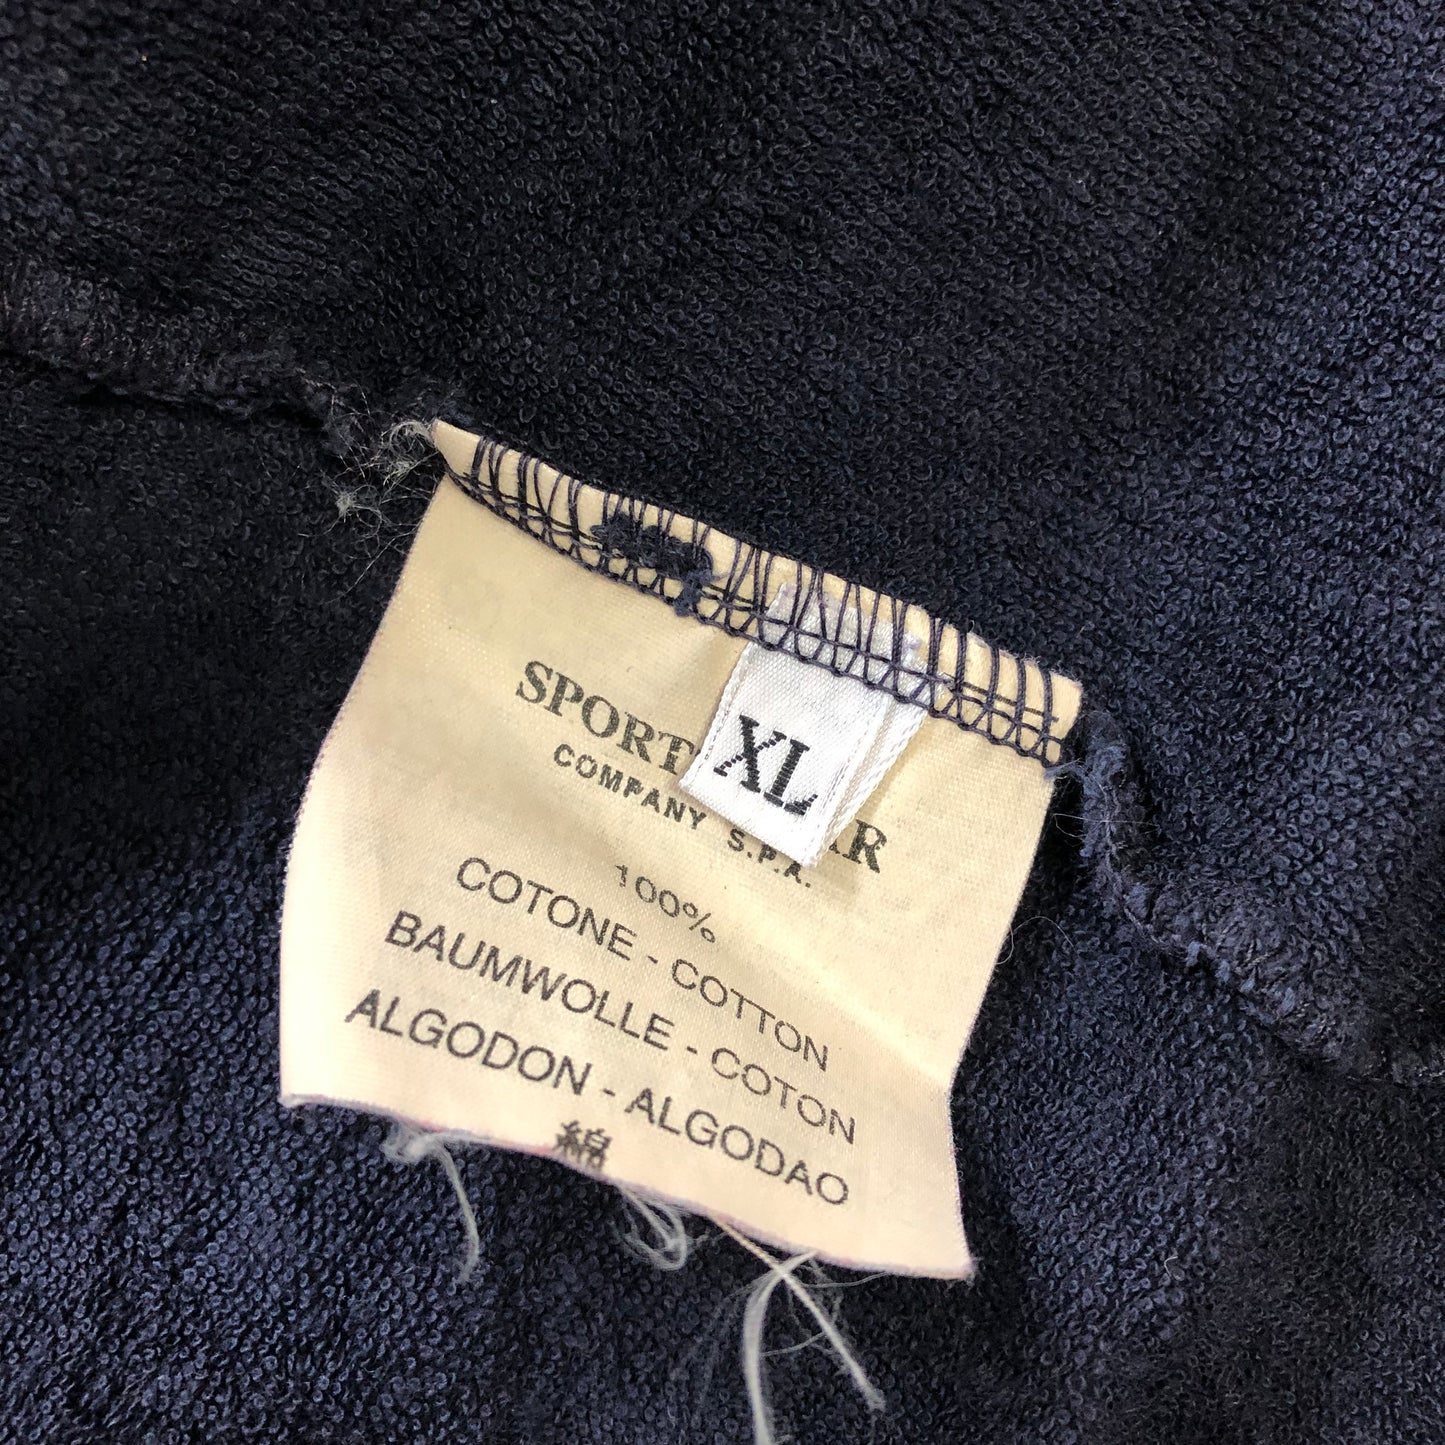 SPORT AR
XL
COMPANY S.P.A.
100%
COTONE - COTTON
BAUMWOLLE - COTON
ALGODON - ALGODAO
綿